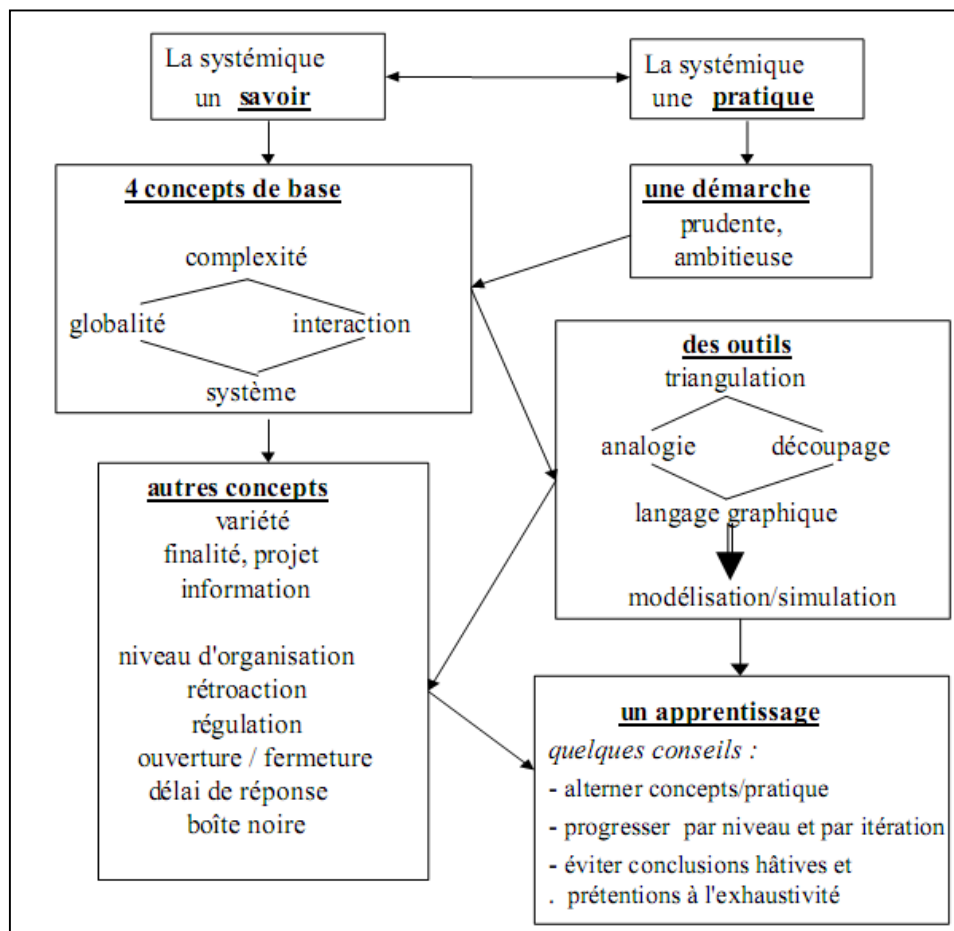 La systémique
un savoir
La systémique
une pratique
4 concepts de base
complexité
globalité interaction
système
une démarche
prudente,
ambitieuse
des outils
triangulation
analogie découpage
langage graphique
modélisation/simulation
autres concepts
variété
finalité, projet
information
niveau d'organisation
rétroaction
régulation
ouverture / fermeture
délai de réponse
boîte noire
un apprentissage
quelques conseils :
- alterner concepts/pratique
- progresser par niveau et par itération
- éviter conclusions hâtives et
. prétentions à l'exhaustivité